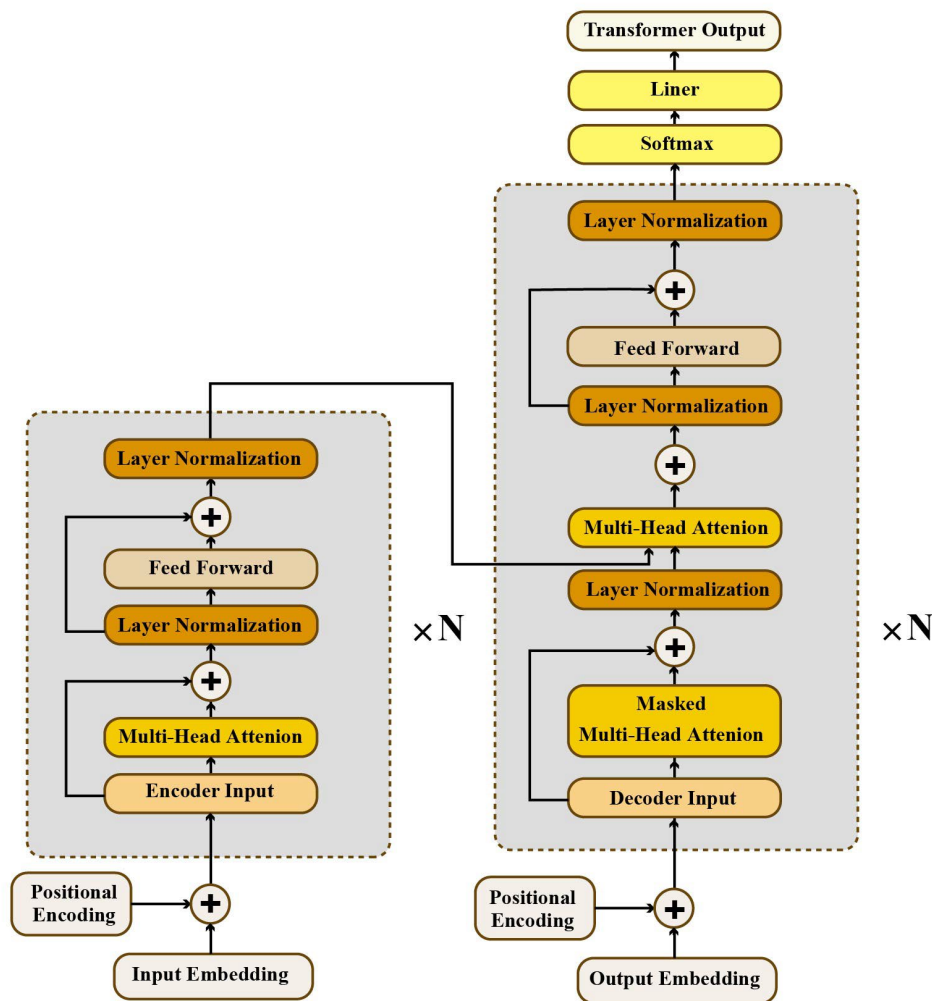 Transformer Output
Liner
Softmax
Layer Normalization
Feed Forward
Layer Normalization
Multi-Head Attenion
Layer Normalization
Masked
Multi-Head Attenion
Decoder Input
×N
Positional
Encoding
Output Embedding
Layer Normalization
Feed Forward
Layer Normalization
Multi-Head Attenion
Encoder Input
×N
Positional
Encoding
Input Embedding